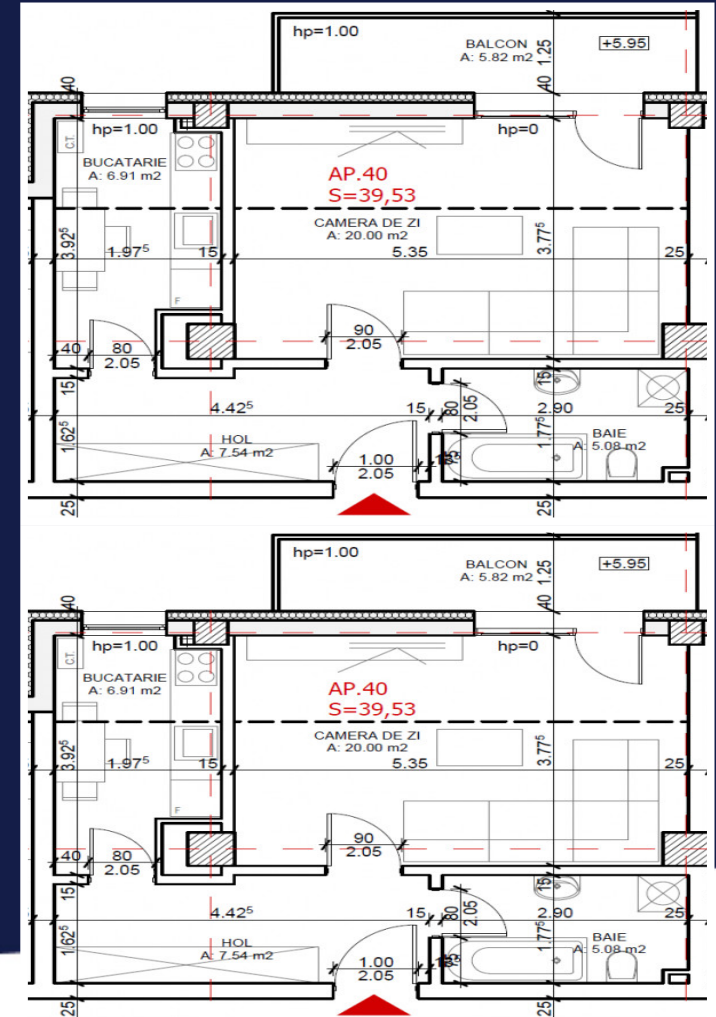 hp=1.00
BALCON
A: 5.82 m2
1.25
+5.95
40
40
hp=1.00
hp=0
C.T.
BUCATARIE
A: 6.91 m2
AP.40
S=39,53
CAMERA DE ZI
A: 20.00 m2
3.92⁵
1.97⁵
15
5.35
3.77⁵
25
F
40
80
2.05
90
2.05
15
4.42⁵
15
80
2.05
15
2.90
25
1.62⁵
HOL
A: 7.54 m2
1.00
2.05
1.77⁵
BAIE
A: 5.08 m2
25
25
hp=1.00
BALCON
A: 5.82 m2
1.25
+5.95
40
40
hp=1.00
hp=0
C.T.
BUCATARIE
A: 6.91 m2
AP.40
S=39,53
CAMERA DE ZI
A: 20.00 m2
3.92⁵
1.97⁵
15
5.35
3.77⁵
25
F
40
80
2.05
90
2.05
15
4.42⁵
15
80
2.05
15
2.90
25
1.62⁵
HOL
A: 7.54 m2
1.00
2.05
1.77⁵
BAIE
A: 5.08 m2
25
25